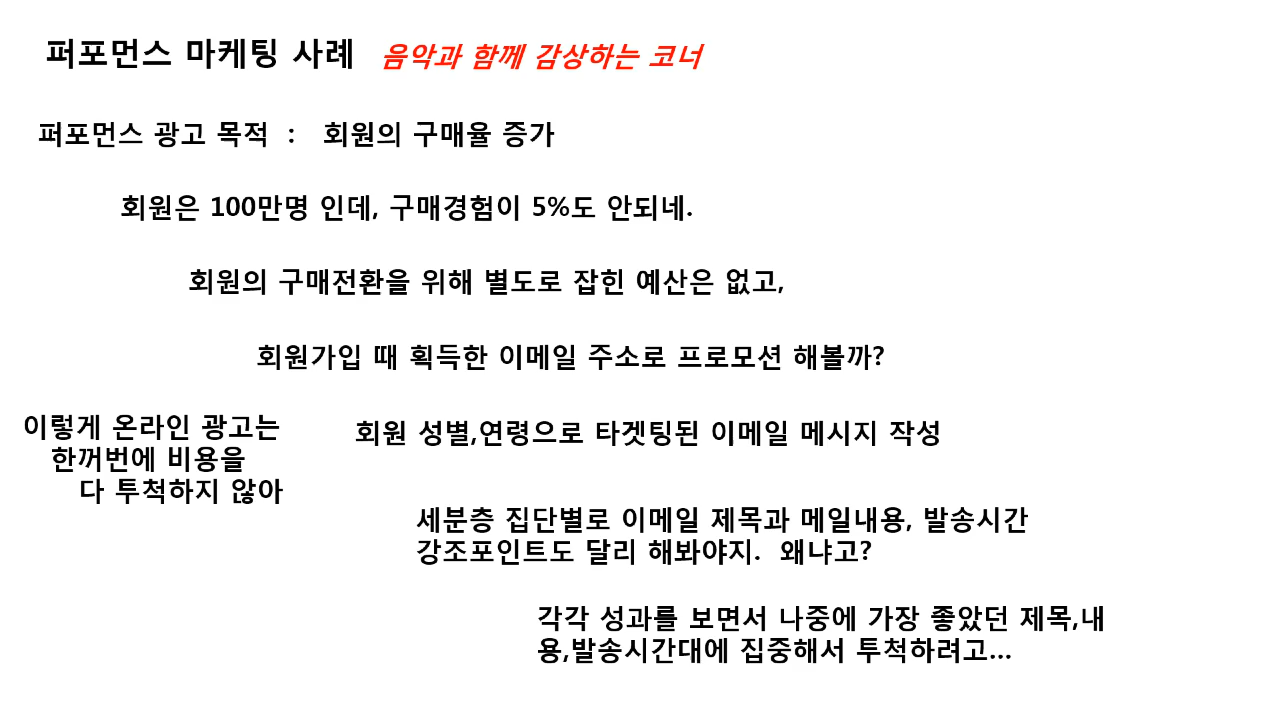 퍼포먼스 마케팅 사례 음악과 함께 감상하는 코너
퍼포먼스 광고 목적 : 회원의 구매율 증가
회원은 100만명 인데, 구매경험이 5%도 안되네.
회원의 구매전환을 위해 별도로 잡힌 예산은 없고,
회원가입 때 획득한 이메일 주소로 프로모션 해볼까?
이렇게 온라인 광고는
한꺼번에 비용을
다 투척하지 않아
회원 성별,연령으로 타겟팅된 이메일 메시지 작성
세분층 집단별로 이메일 제목과 메일내용, 발송시간
강조포인트도 달리 해봐야지. 왜냐고?
각각 성과를 보면서 나중에 가장 좋았던 제목,내
용,발송시간대에 집중해서 투척하려고...